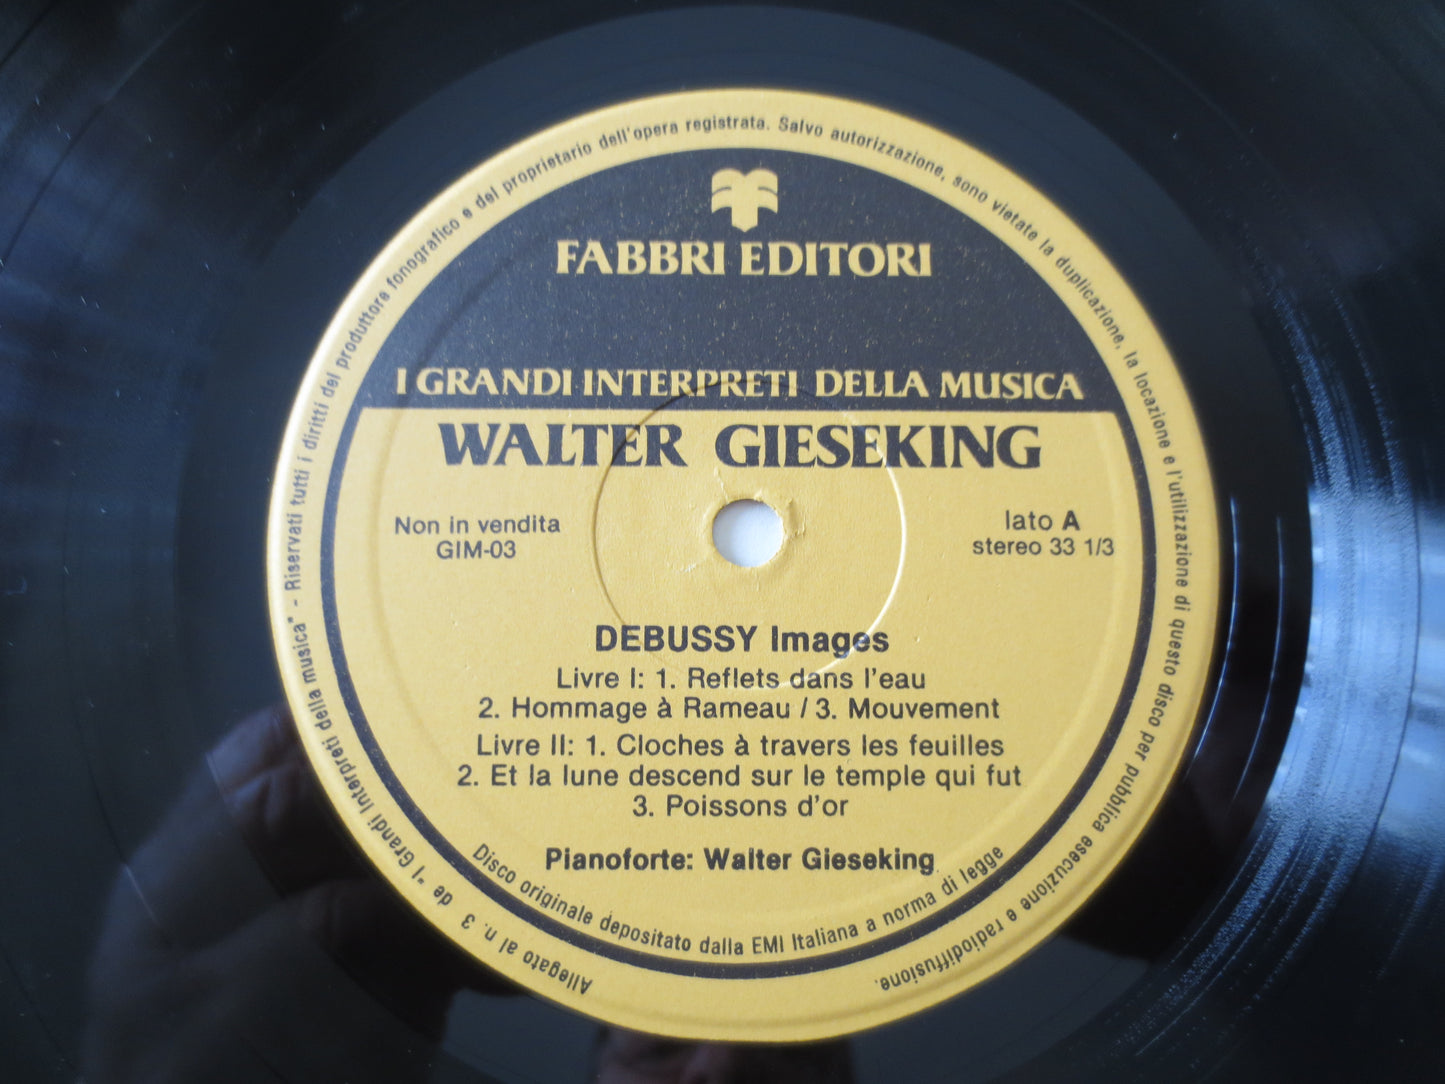 FABBRI EDITORI
I GRANDI INTERPRETI DELLA MUSICA
WALTER GIESEKING
Non in vendita
GIM-03
lato A
stereo 33 1/3
DEBUSSY Images
Livre I: 1. Reflets dans l'eau
2. Hommage à Rameau / 3. Mouvement
Livre II: 1. Cloches à travers les feuilles
2. Et la lune descend sur le temple qui fut
3. Poissons d'or
Pianoforte: Walter Gieseking
Disco originale depositato dalla EMI Italiana a norma di legge
Allegato al n. 3 de "I Grandi Interpreti della musica" - Riservati tutti i diritti del produttore fonografico e del proprietario dell'opera registrata. Salvo autorizzazione, sono vietate la duplicazione, la locazione e l'utilizzazione di questo disco per pubblica esecuzione e radiodiffusione.